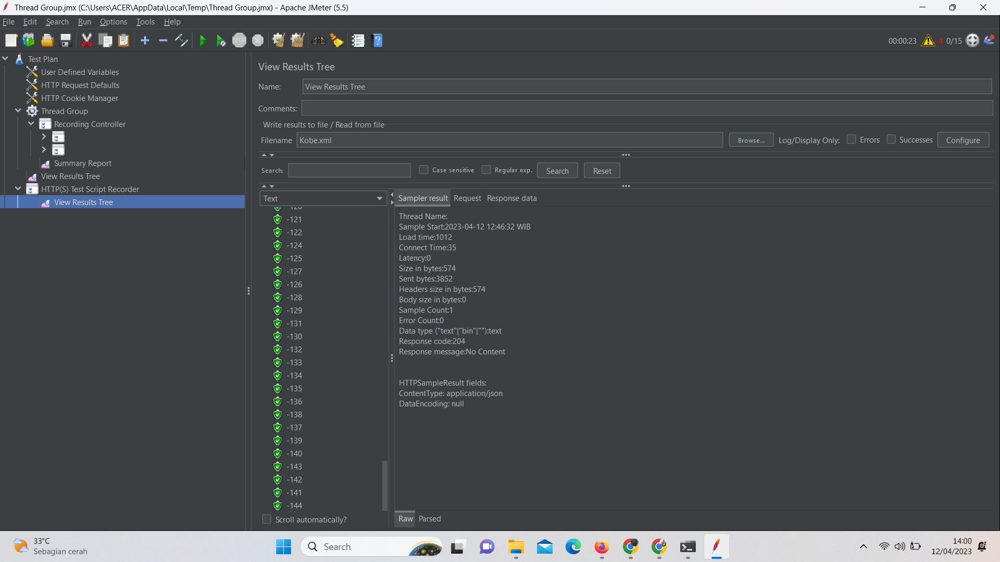 Thread Group.jmx (C:\Users\ACER\AppData\Local\Temp\Thread Group.jmx) - Apache JMeter (5.5)
File Edit Search Run Options Tools Help
00:00:23 4 0/15
Test Plan
User Defined Variables
HTTP Request Defaults
HTTP Cookie Manager
Thread Group
Recording Controller
Summary Report
View Results Tree
HTTP(S) Test Script Recorder
View Results Tree
View Results Tree
Name: View Results Tree
Comments:
Write results to file / Read from file
Filename Kobe.xml Browse... Log/Display Only: Errors Successes Configure
Search: Case sensitive Regular exp. Search Reset
Text
-120
-121
-122
-124
-125
-127
-126
-128
-129
-131
-130
-132
-133
-134
-135
-136
-138
-137
-139
-140
-143
-142
-141
-144
Scroll automatically?
Sampler result Request Response data
Thread Name:
Sample Start:2023-04-12 12:46:32 WIB
Load time:1012
Connect Time:35
Latency:0
Size in bytes:574
Sent bytes:3852
Headers size in bytes:574
Body size in bytes:0
Sample Count:1
Error Count:0
Data type ("text"|"bin"|""):text
Response code:204
Response message:No Content
HTTPSampleResult fields:
ContentType: application/json
DataEncoding: null
Raw Parsed
33°C
Sebagian cerah
Search
14:00
12/04/2023